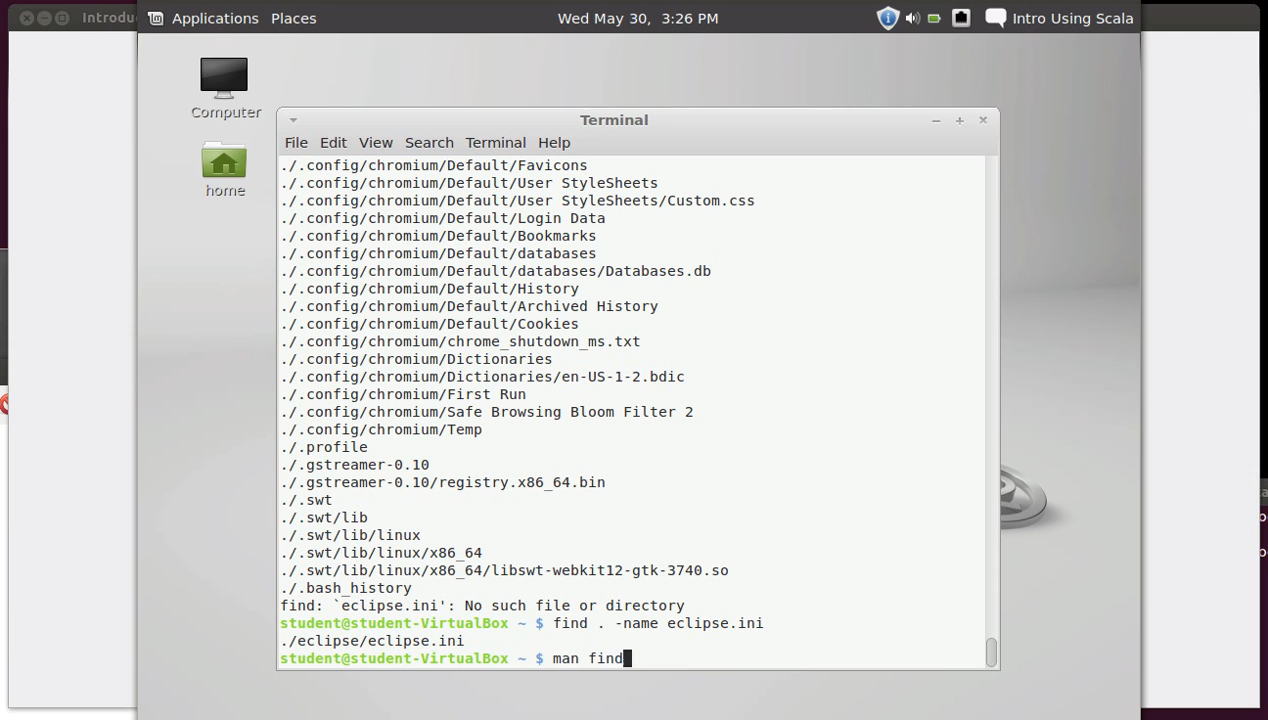 Introdu
Applications Places
Wed May 30, 3:26 PM
Intro Using Scala
Computer
home
Terminal
File Edit View Search Terminal Help
./.config/chromium/Default/Favicons
./.config/chromium/Default/User StyleSheets
./.config/chromium/Default/User StyleSheets/Custom.css
./.config/chromium/Default/Login Data
./.config/chromium/Default/Bookmarks
./.config/chromium/Default/databases
./.config/chromium/Default/databases/Databases.db
./.config/chromium/Default/History
./.config/chromium/Default/Archived History
./.config/chromium/Default/Cookies
./.config/chromium/chrome_shutdown_ms.txt
./.config/chromium/Dictionaries
./.config/chromium/Dictionaries/en-US-1-2.bdic
./.config/chromium/First Run
./.config/chromium/Safe Browsing Bloom Filter 2
./.config/chromium/Temp
./.profile
./.gstreamer-0.10
./.gstreamer-0.10/registry.x86_64.bin
./.swt
./.swt/lib
./.swt/lib/linux
./.swt/lib/linux/x86_64
./.swt/lib/linux/x86_64/libswt-webkit12-gtk-3740.so
./.bash_history
find: `eclipse.ini': No such file or directory
student@student-VirtualBox ~ $ find . -name eclipse.ini
./eclipse/eclipse.ini
student@student-VirtualBox ~ $ man find